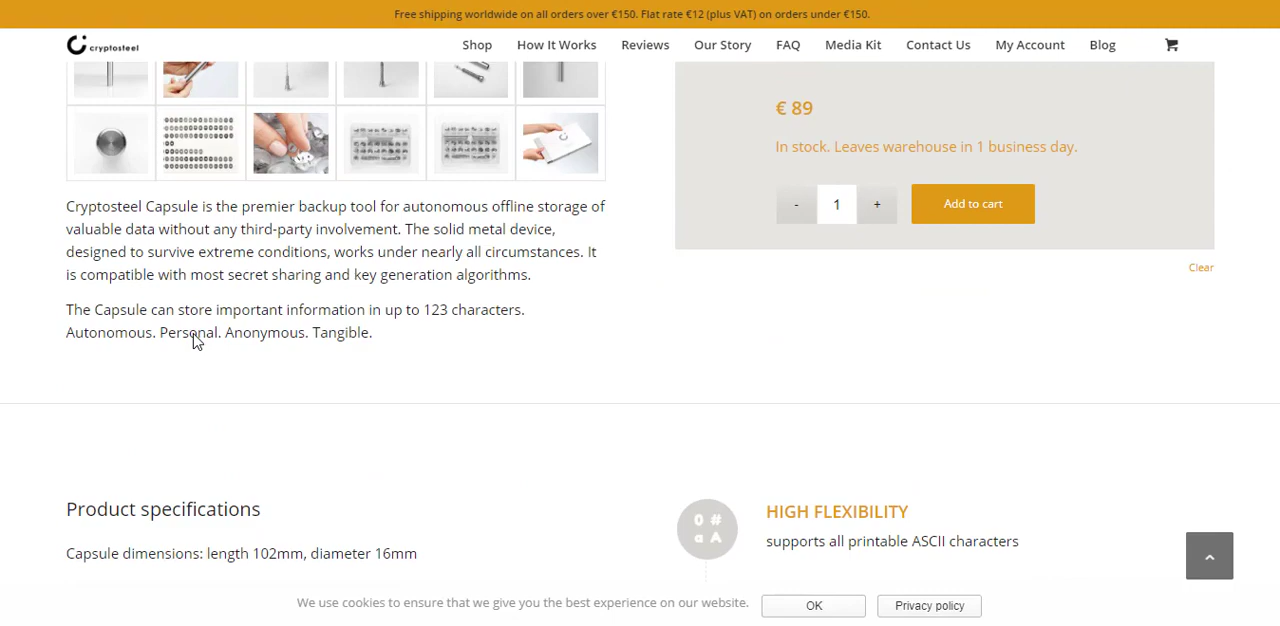 Free shipping worldwide on all orders over €150. Flat rate €12 (plus VAT) on orders under €150.
cryptosteel
Shop How It Works Reviews Our Story FAQ Media Kit Contact Us My Account Blog
€ 89
In stock. Leaves warehouse in 1 business day.
- 1 + Add to cart
Clear
Cryptosteel Capsule is the premier backup tool for autonomous offline storage of
valuable data without any third-party involvement. The solid metal device,
designed to survive extreme conditions, works under nearly all circumstances. It
is compatible with most secret sharing and key generation algorithms.
The Capsule can store important information in up to 123 characters.
Autonomous. Personal. Anonymous. Tangible.
Product specifications
Capsule dimensions: length 102mm, diameter 16mm
0 #
a A
HIGH FLEXIBILITY
supports all printable ASCII characters
We use cookies to ensure that we give you the best experience on our website. OK Privacy policy